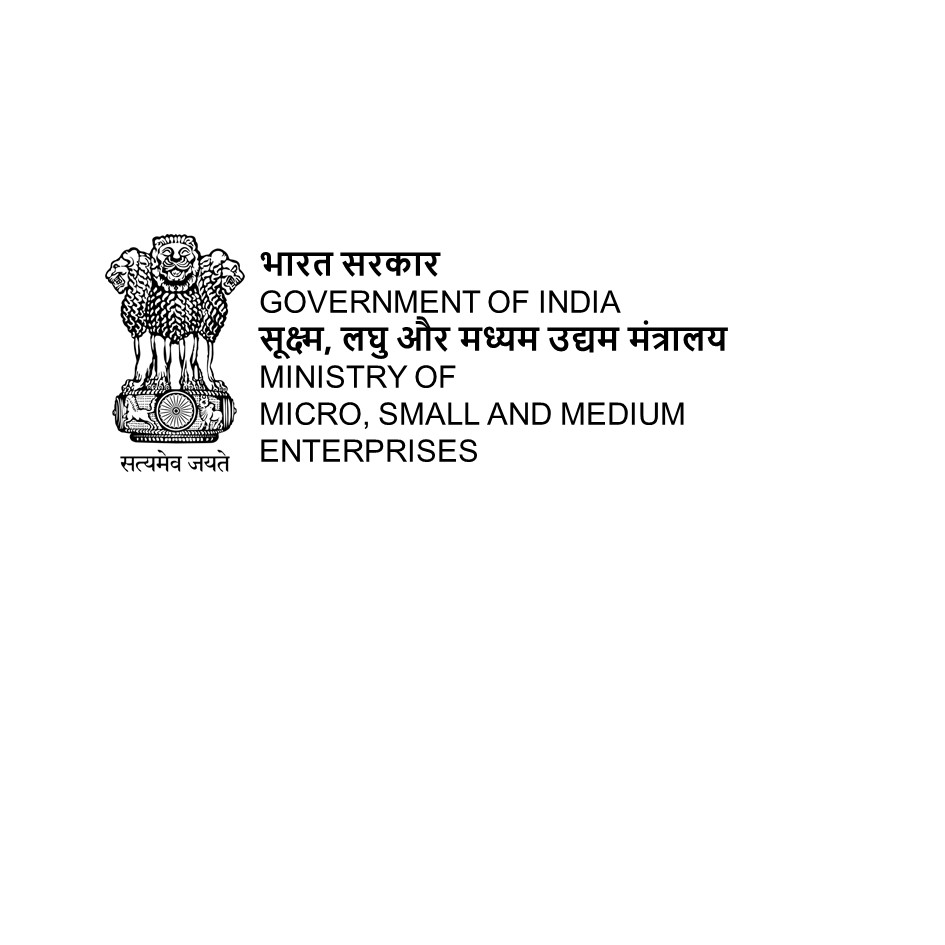 भारत सरकार
GOVERNMENT OF INDIA
सूक्ष्म, लघु और मध्यम उद्यम मंत्रालय
MINISTRY OF
MICRO, SMALL AND MEDIUM
ENTERPRISES
सत्यमेव जयते